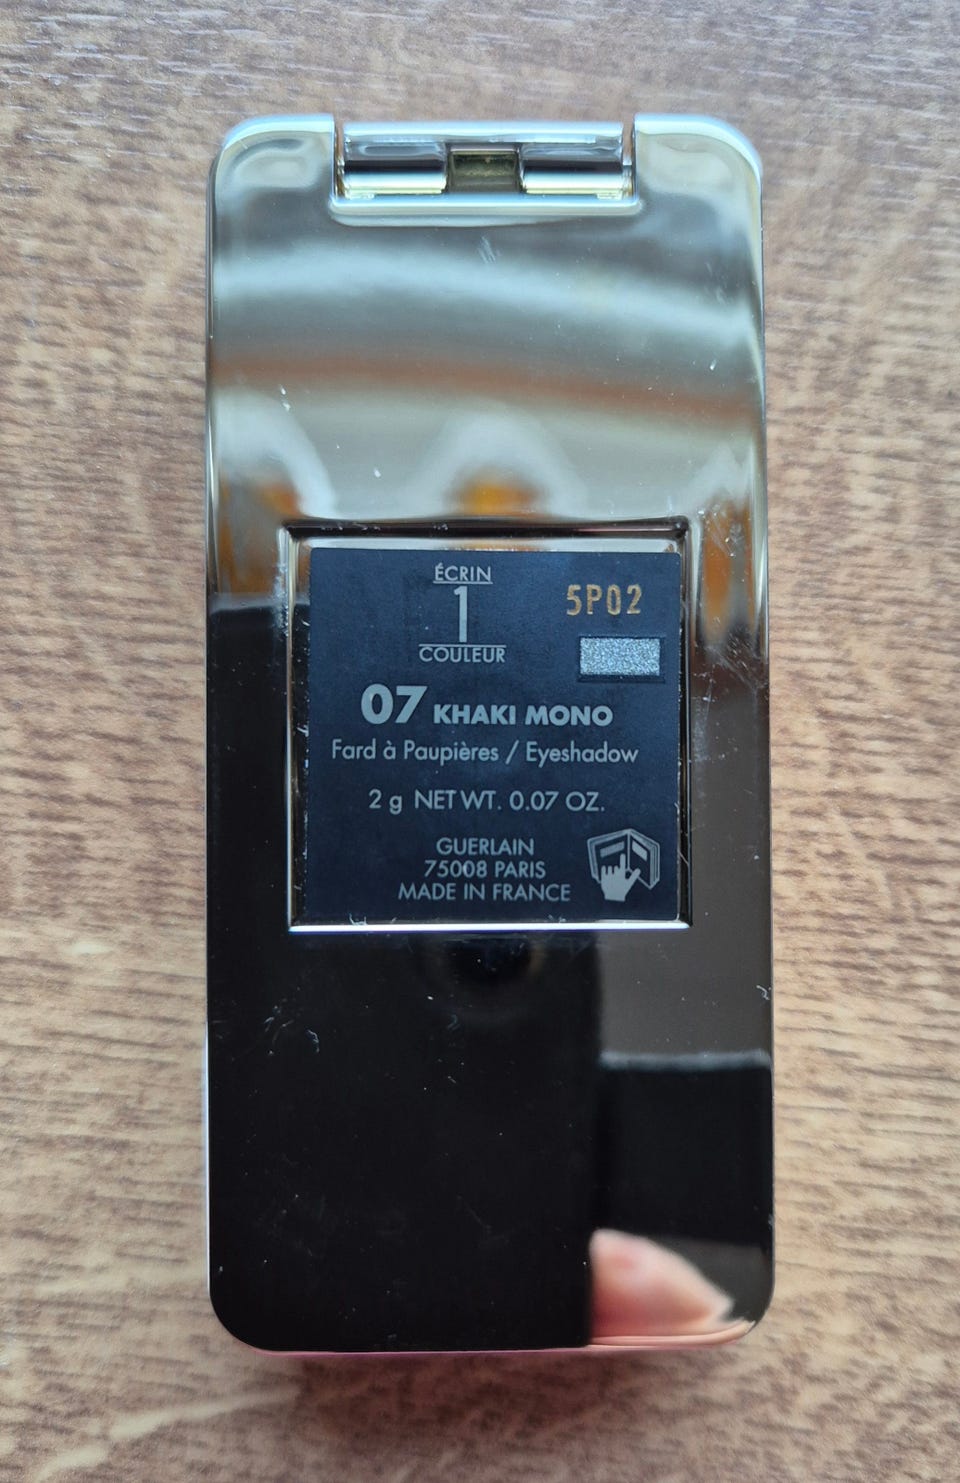 ÉCRIN
1
COULEUR
5P02
07 KHAKI MONO
Fard à Paupières / Eyeshadow
2 g NET WT. 0.07 OZ.
GUERLAIN
75008 PARIS
MADE IN FRANCE